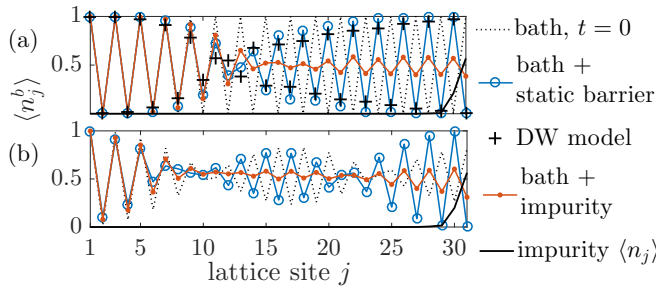 (a)
1
0.5
0
⟨n_j^b⟩
(b)
1
0.5
0
1 5 10 15 20 25 30
lattice site j
bath, t = 0
bath +
static barrier
DW model
bath +
impurity
impurity ⟨n_j⟩